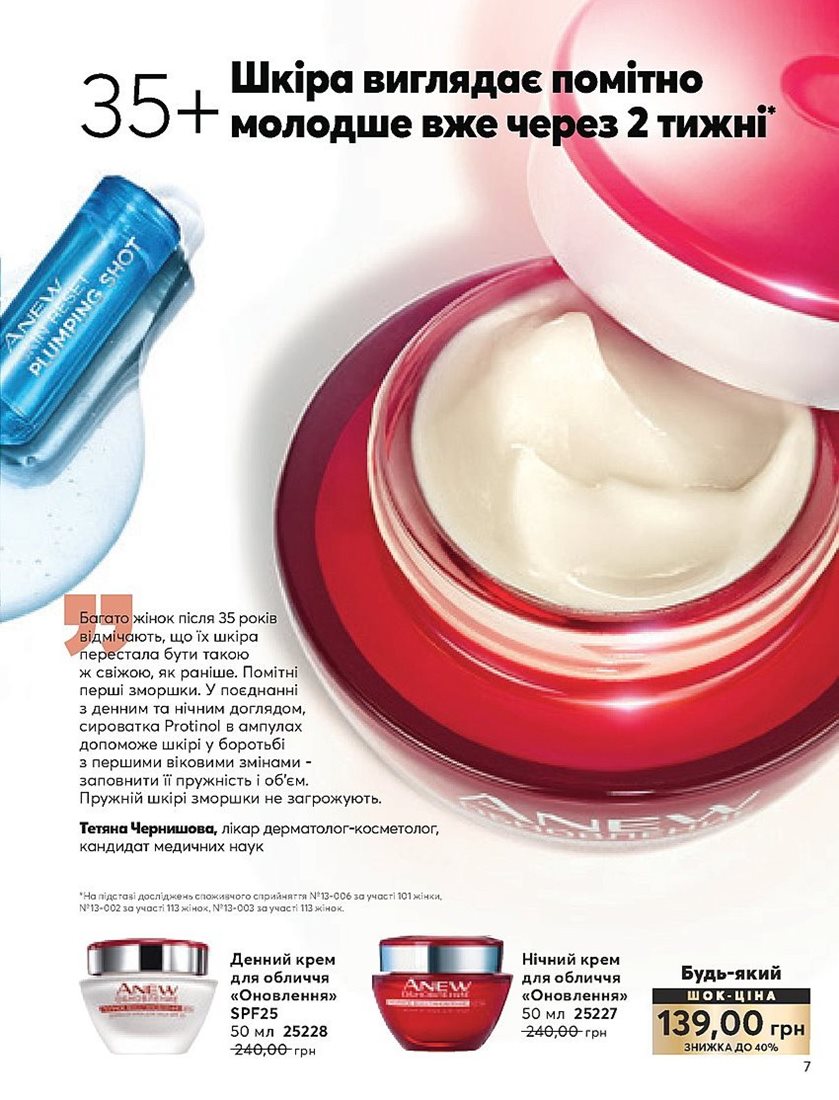 35+
Шкіра виглядає помітно
молодше вже через 2 тижні*
ANEW
SKIN RESET
PLUMPING SHOT
Багато жінок після 35 років
відмічають, що їх шкіра
перестала бути такою
ж свіжою, як раніше. Помітні
перші зморшки. У поєднанні
з денним та нічним доглядом,
сироватка Protinol в ампулах
допоможе шкірі у боротьбі
з першими віковими змінами -
заповнити її пружність і об'єм.
Пружній шкірі зморшки не загрожують.
Тетяна Чернишова, лікар дерматолог-косметолог,
кандидат медичних наук
ANEW
ОБНОВЛЕНИЕ
*На підставі досліджень споживчого сприйняття №13-006 за участі 101 жінки,
№13-002 за участі 113 жінок, №13-003 за участі 113 жінок.
ANEW
ОБНОВЛЕНИЕ
Денний крем
для обличчя
«Оновлення»
SPF25
50 мл 25228
240,00 грн
ANEW
ОБНОВЛЕНИЕ
Нічний крем
для обличчя
«Оновлення»
50 мл 25227
240,00 грн
Будь-який
ШОК-ЦІНА
139,00 грн
ЗНИЖКА ДО 40%
7